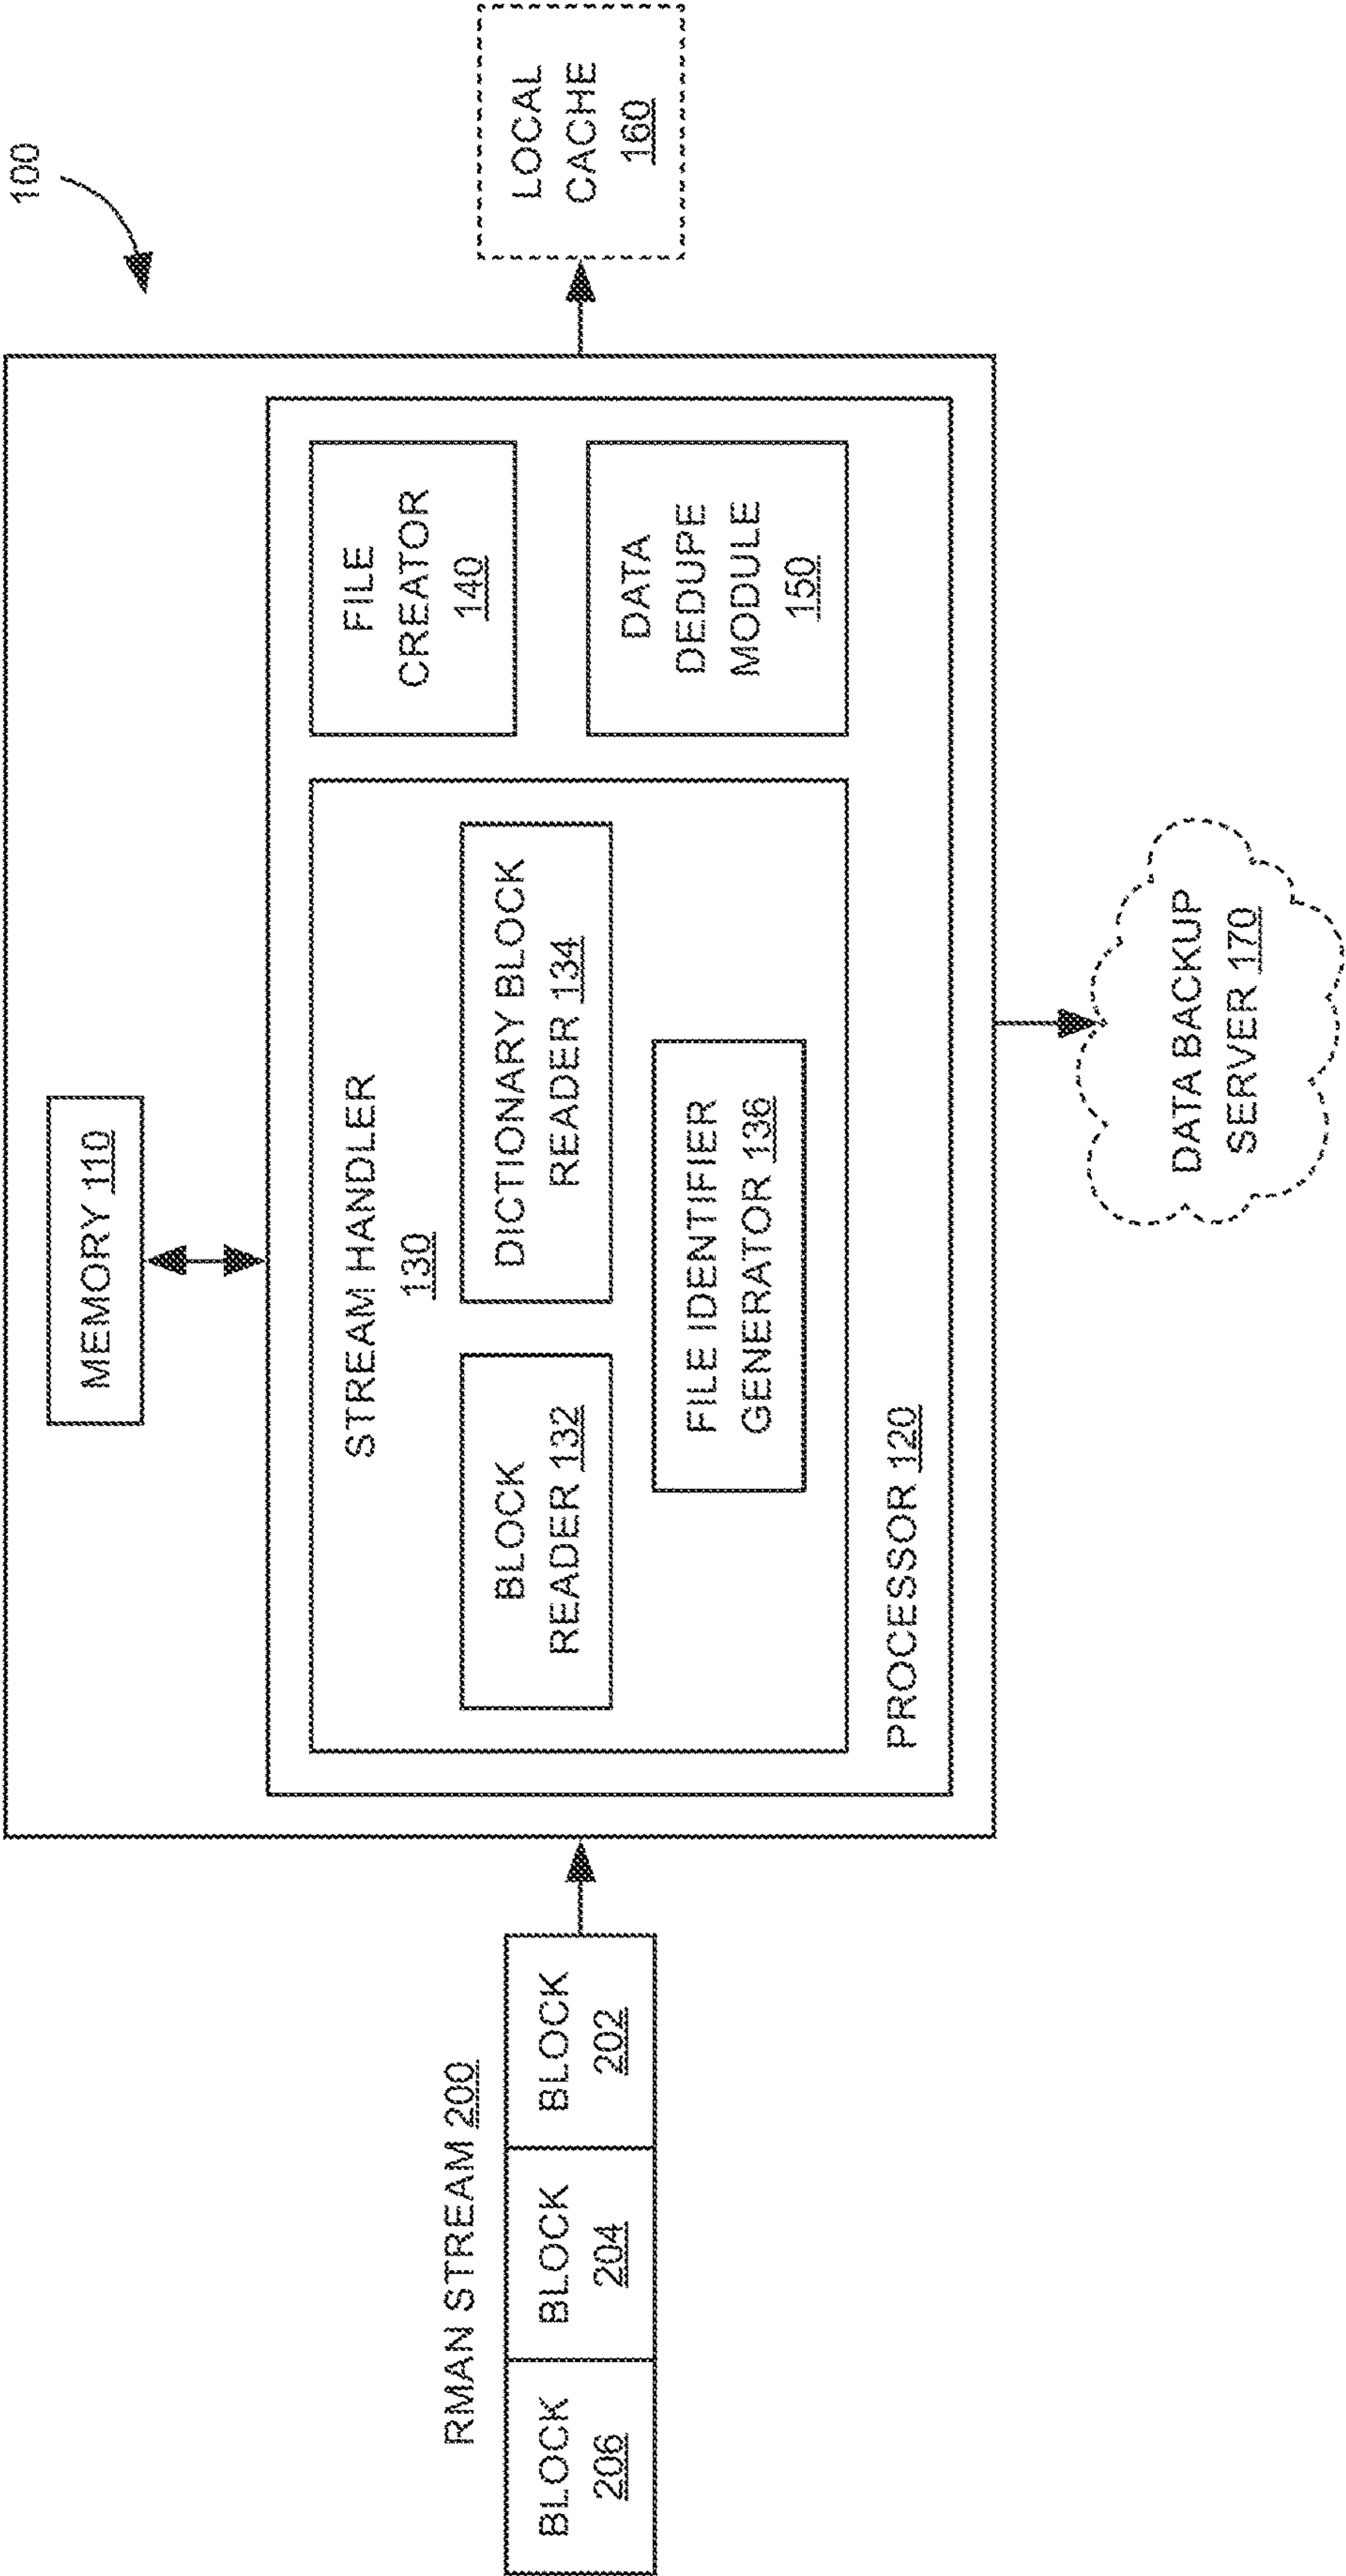 100
MEMORY 110
STREAM HANDLER
130
BLOCK
READER 132
DICTIONARY BLOCK
READER 134
FILE IDENTIFIER
GENERATOR 136
FILE
CREATOR
140
DATA
DEDUPE
MODULE
150
PROCESSOR 120
LOCAL
CACHE
160
RMAN STREAM 200
BLOCK
206
BLOCK
204
BLOCK
202
DATA BACKUP
SERVER 170